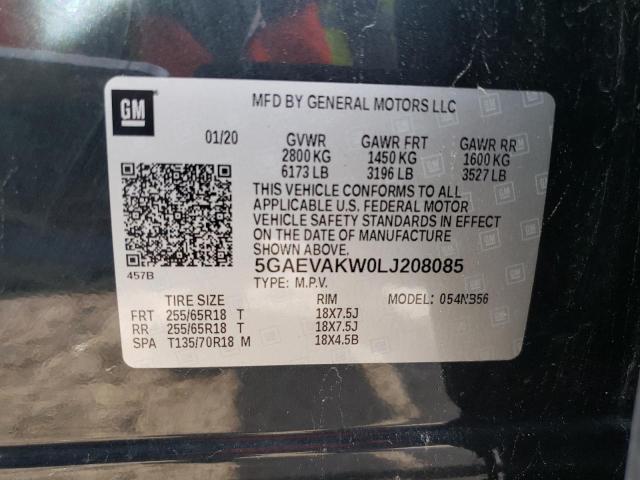 GM
MFD BY GENERAL MOTORS LLC
01/20 GVWR GAWR FRT GAWR RR
2800 KG 1450 KG 1600 KG
6173 LB 3196 LB 3527 LB
THIS VEHICLE CONFORMS TO ALL
APPLICABLE U.S. FEDERAL MOTOR
VEHICLE SAFETY STANDARDS IN EFFECT
ON THE DATE OF MANUFACTURE
SHOWN ABOVE.
457B
5GAEVAKW0LJ208085
TYPE: M.P.V.
TIRE SIZE RIM MODEL: 054NB56
FRT 255/65R18 T 18X7.5J
RR 255/65R18 T 18X7.5J
SPA T135/70R18 M 18X4.5B